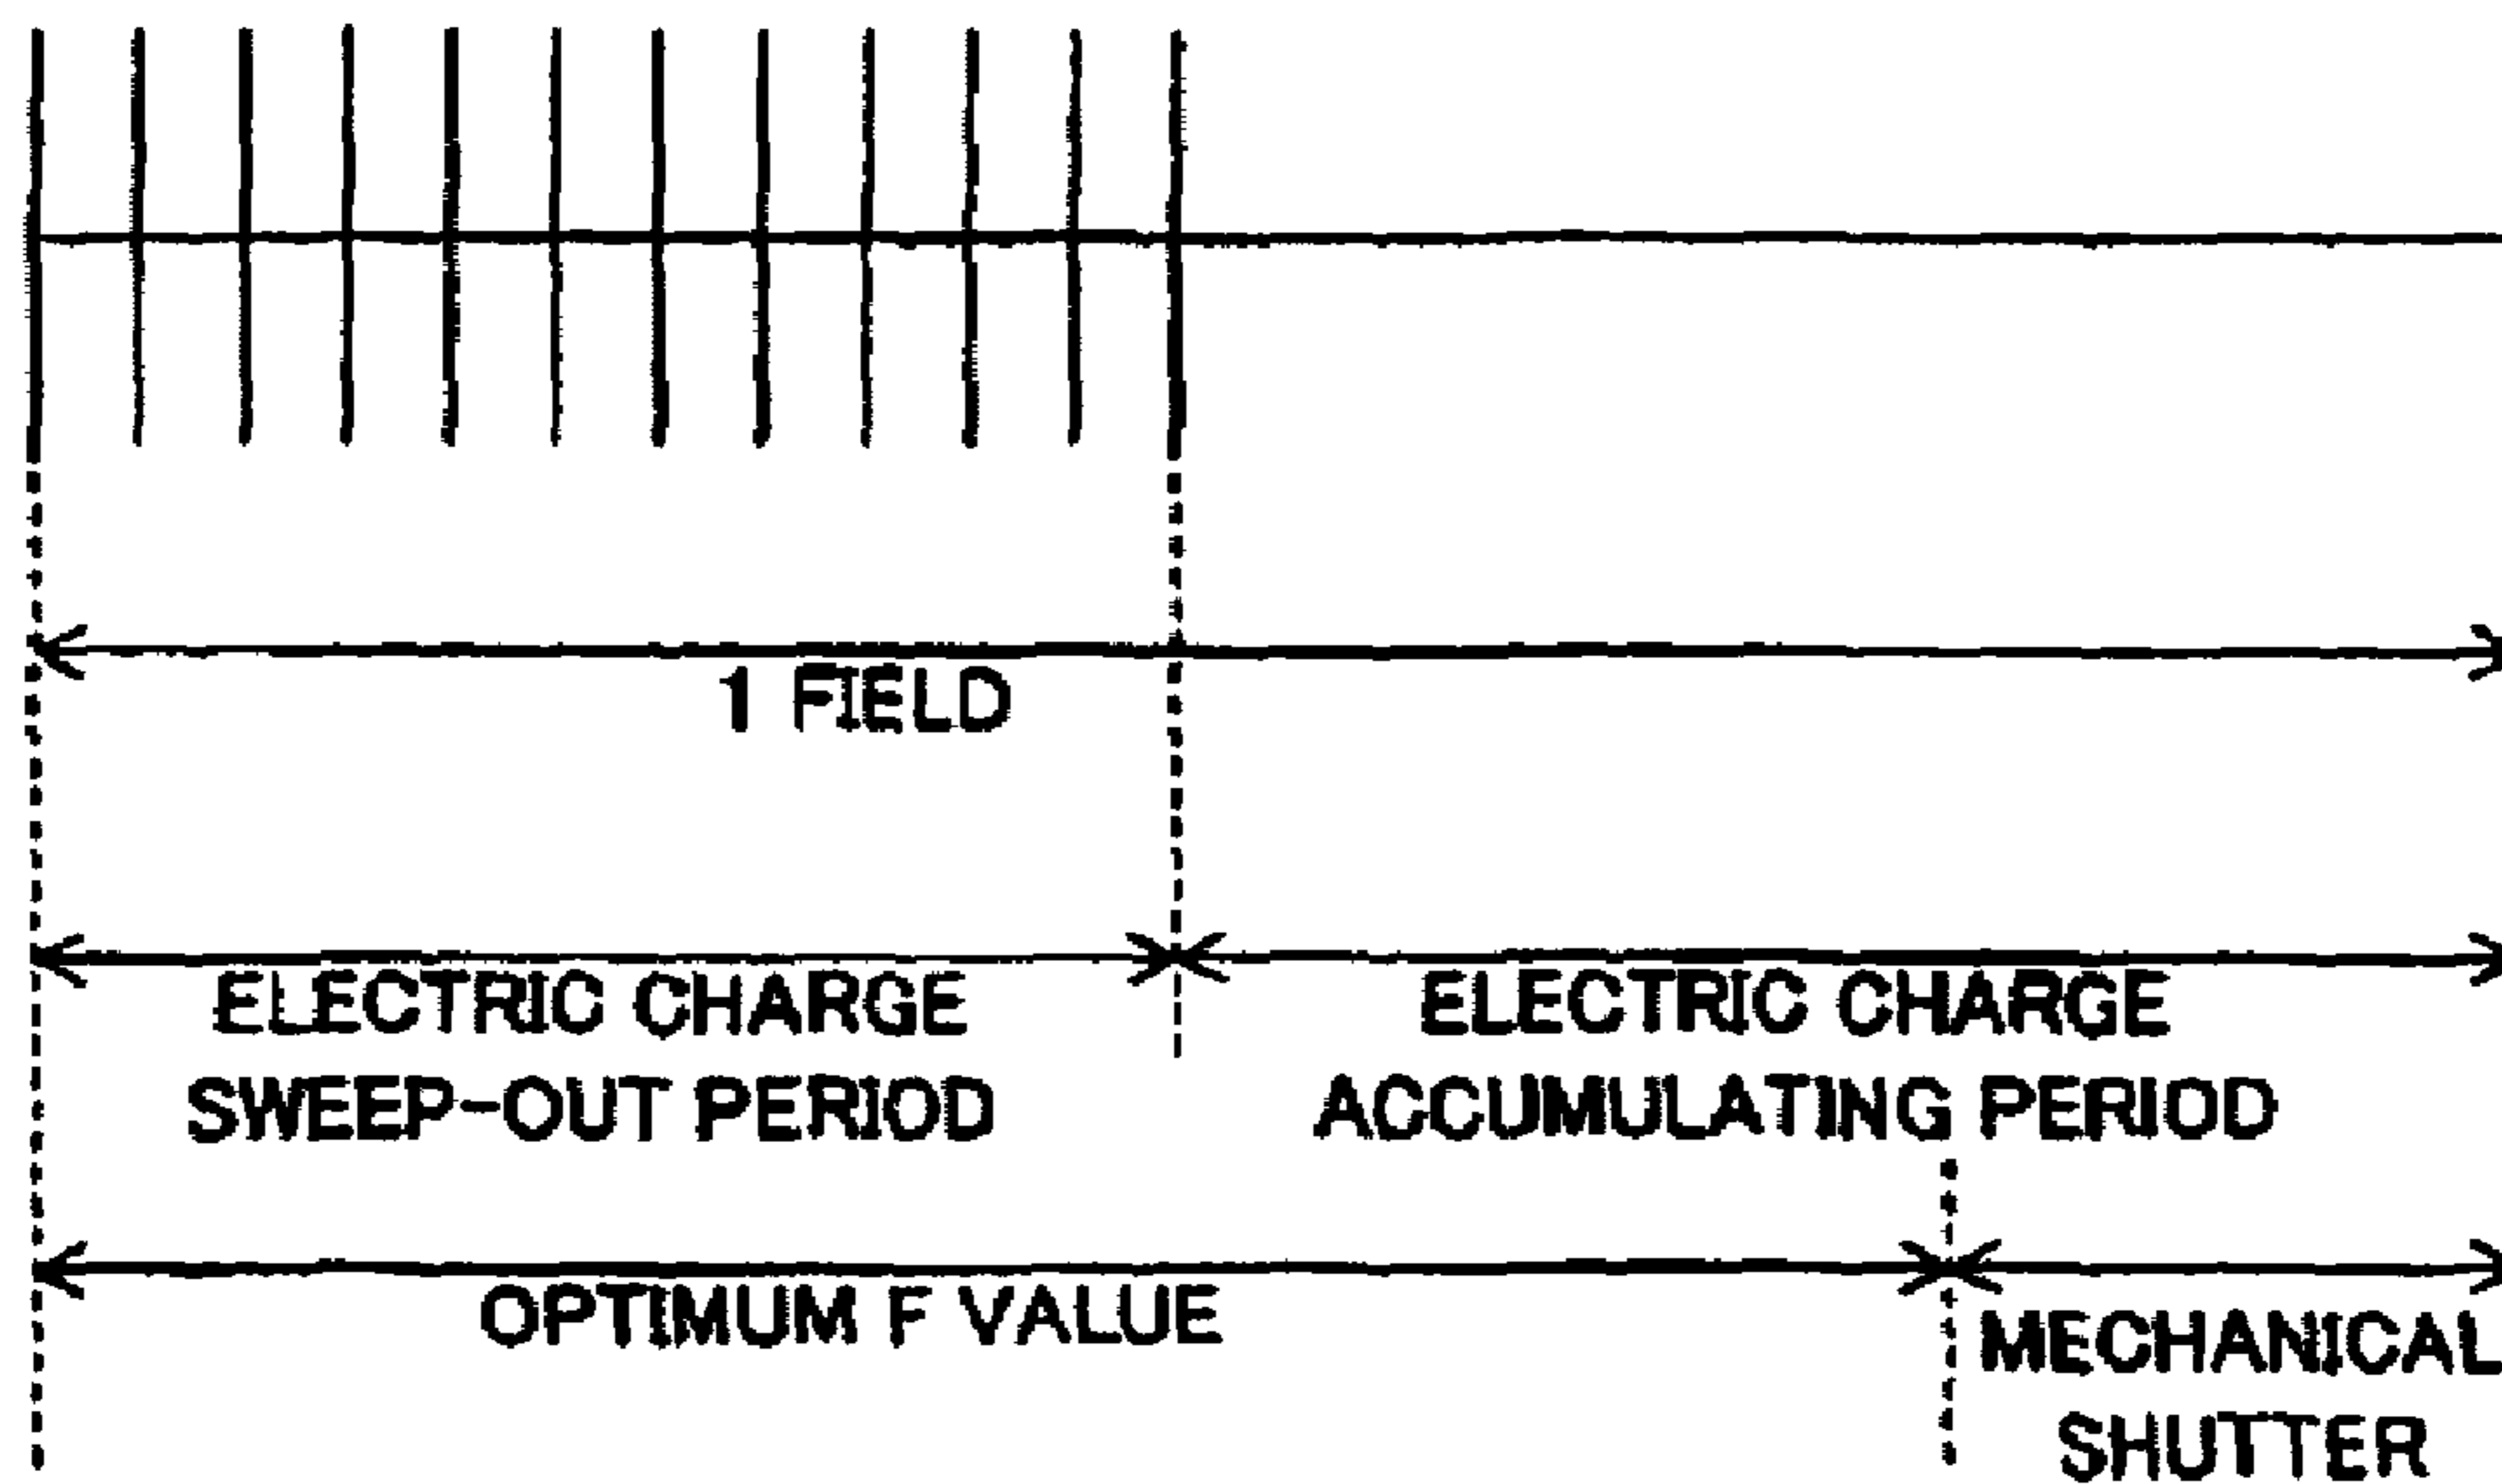 1 FIELD
ELECTRIC CHARGE
SWEEP-OUT PERIOD
ELECTRIC CHARGE
ACCUMULATING PERIOD
OPTIMUM F VALUE
MECHANICAL
SHUTTER